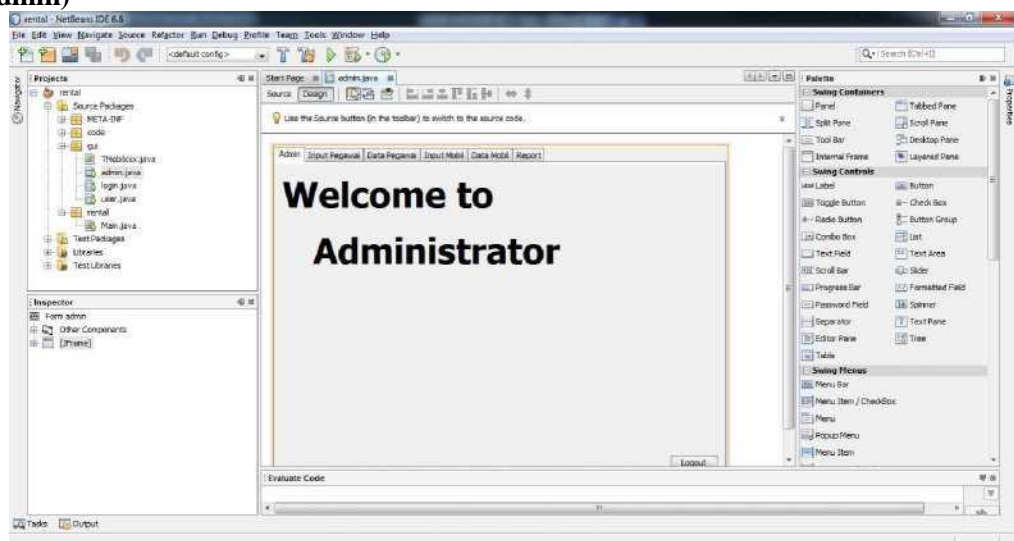 rental - NetBeans IDE 6.8
File Edit View Navigate Source Refactor Run Debug Profile Team Tools Window Help
<default config>
Search (Ctrl+I)
Navigator
Projects
rental
Source Packages
META-INF
code
gui
admin.java
login.java
user.java
rental
Main.java
Test Packages
Libraries
Test Libraries
Inspector
Form admin
Other Components
[JFrame]
Start Page
admin.java
Source Design
Use the Source button (in the toolbar) to switch to the source code.
Admin Input Pegawai Data Pegawai Input Mobil Data Mobil Report
Welcome to
Administrator
Logout
Evaluate Code
Palette
Swing Containers
Panel Tabbed Pane
Split Pane Scroll Pane
Tool Bar Desktop Pane
Internal Frame Layered Pane
Swing Controls
Label Button
Toggle Button Check Box
Radio Button Button Group
Combo Box List
Text Field Text Area
Scroll Bar Slider
Progress Bar Formatted Field
Password Field Spinner
Separator Text Pane
Editor Pane Tree
Table
Swing Menus
Menu Bar
Menu Item / CheckBox
Menu
Popup Menu
Menu Item
Properties
Tasks Output